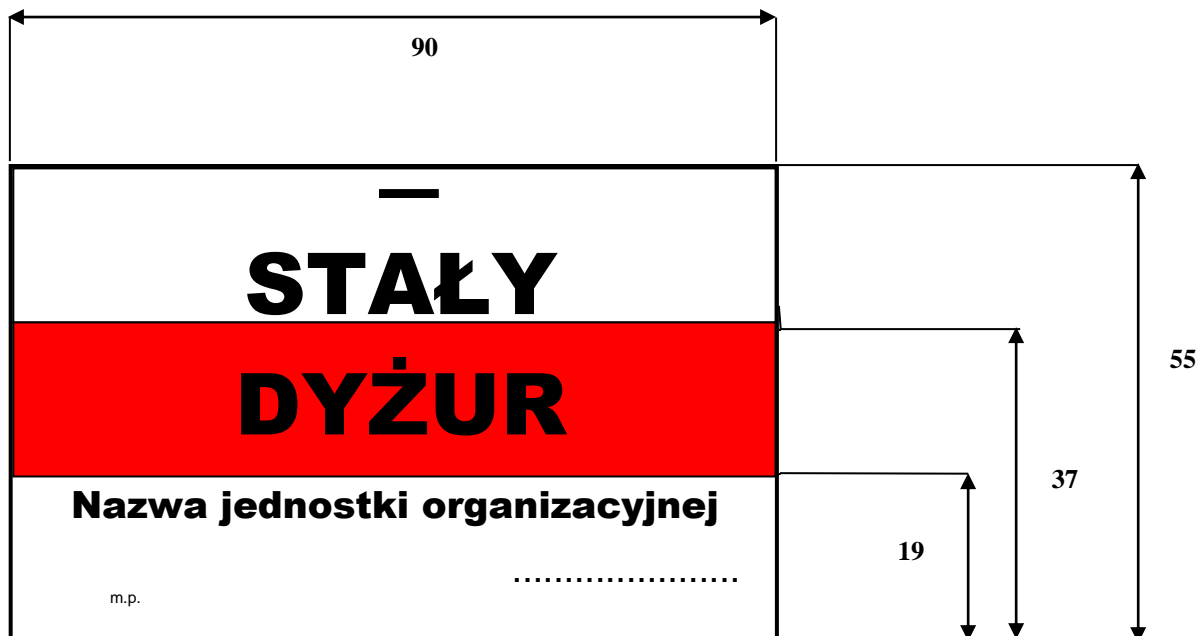 90
STAŁY
DYŻUR
55
37
Nazwa jednostki organizacyjnej
19
......................
m.p.